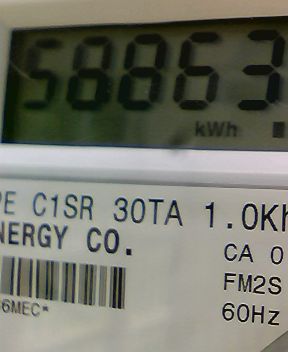 58863
kWh
PE C1SR 30TA 1.0Kh
NERGY CO.
CA 0
FM2S
6MEC*
60Hz